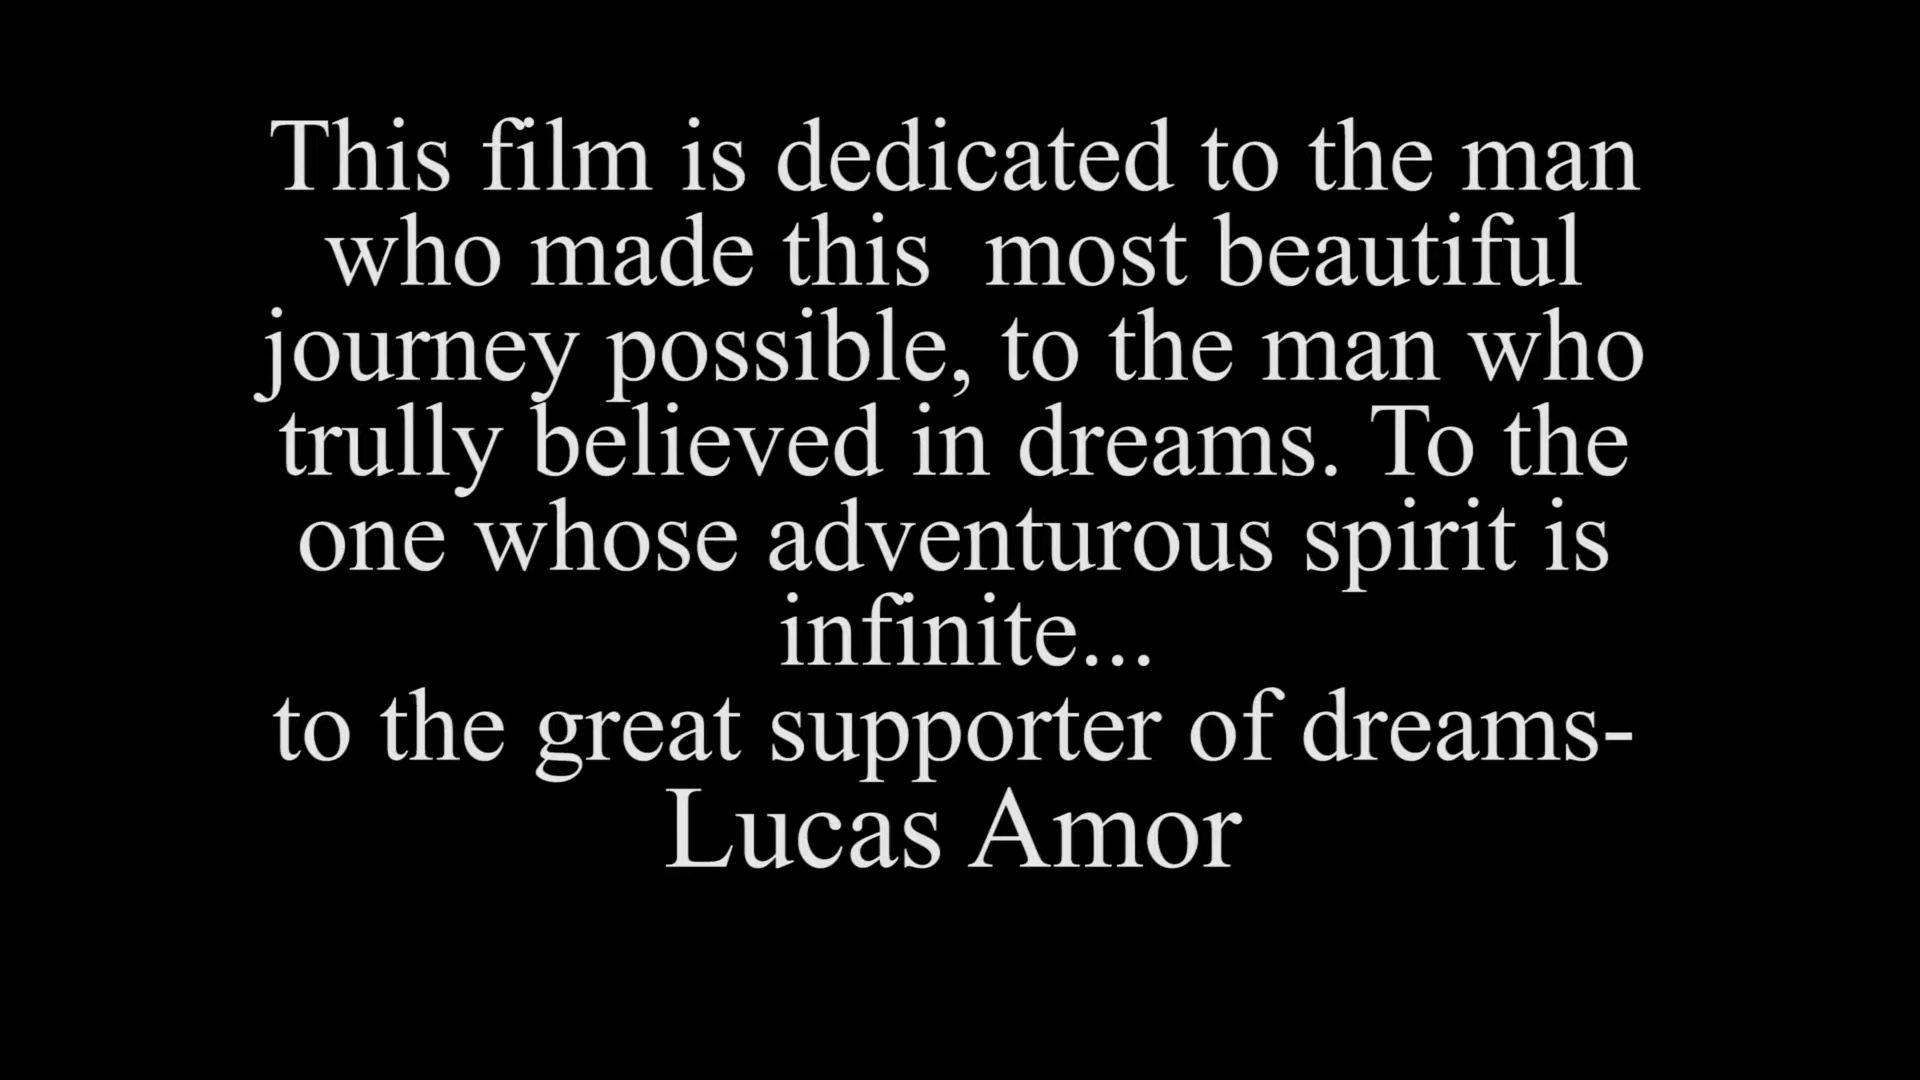 This film is dedicated to the man
who made this  most beautiful
journey possible, to the man who
trully believed in dreams. To the
one whose adventurous spirit is
infinite...
to the great supporter of dreams-
Lucas Amor